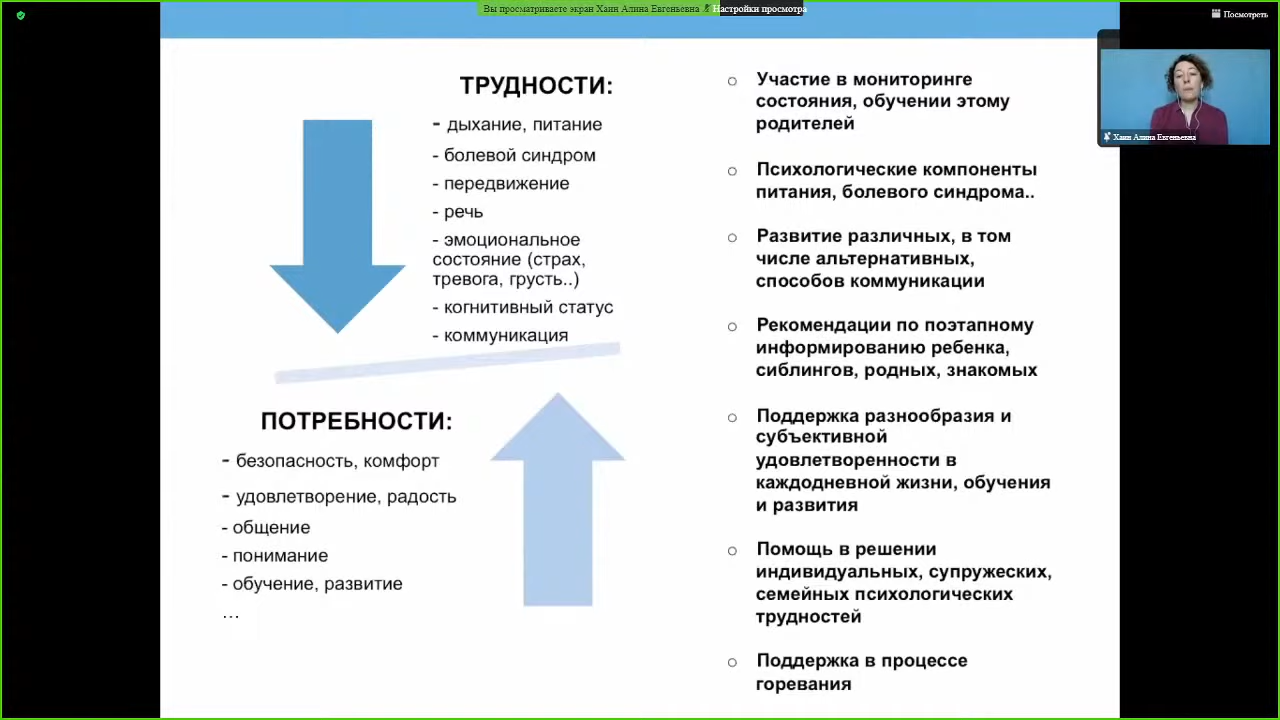 Вы просматриваете экран Хаин Алина Евгеньевна
Настройки просмотра
Посмотреть
Хаин Алина Евгеньевна
ТРУДНОСТИ:
- дыхание, питание
- болевой синдром
- передвижение
- речь
- эмоциональное
состояние (страх,
тревога, грусть..)
- когнитивный статус
- коммуникация
ПОТРЕБНОСТИ:
- безопасность, комфорт
- удовлетворение, радость
- общение
- понимание
- обучение, развитие
...
Участие в мониторинге
состояния, обучении этому
родителей
Психологические компоненты
питания, болевого синдрома..
Развитие различных, в том
числе альтернативных,
способов коммуникации
Рекомендации по поэтапному
информированию ребенка,
сиблингов, родных, знакомых
Поддержка разнообразия и
субъективной
удовлетворенности в
каждодневной жизни, обучения
и развития
Помощь в решении
индивидуальных, супружеских,
семейных психологических
трудностей
Поддержка в процессе
горевания